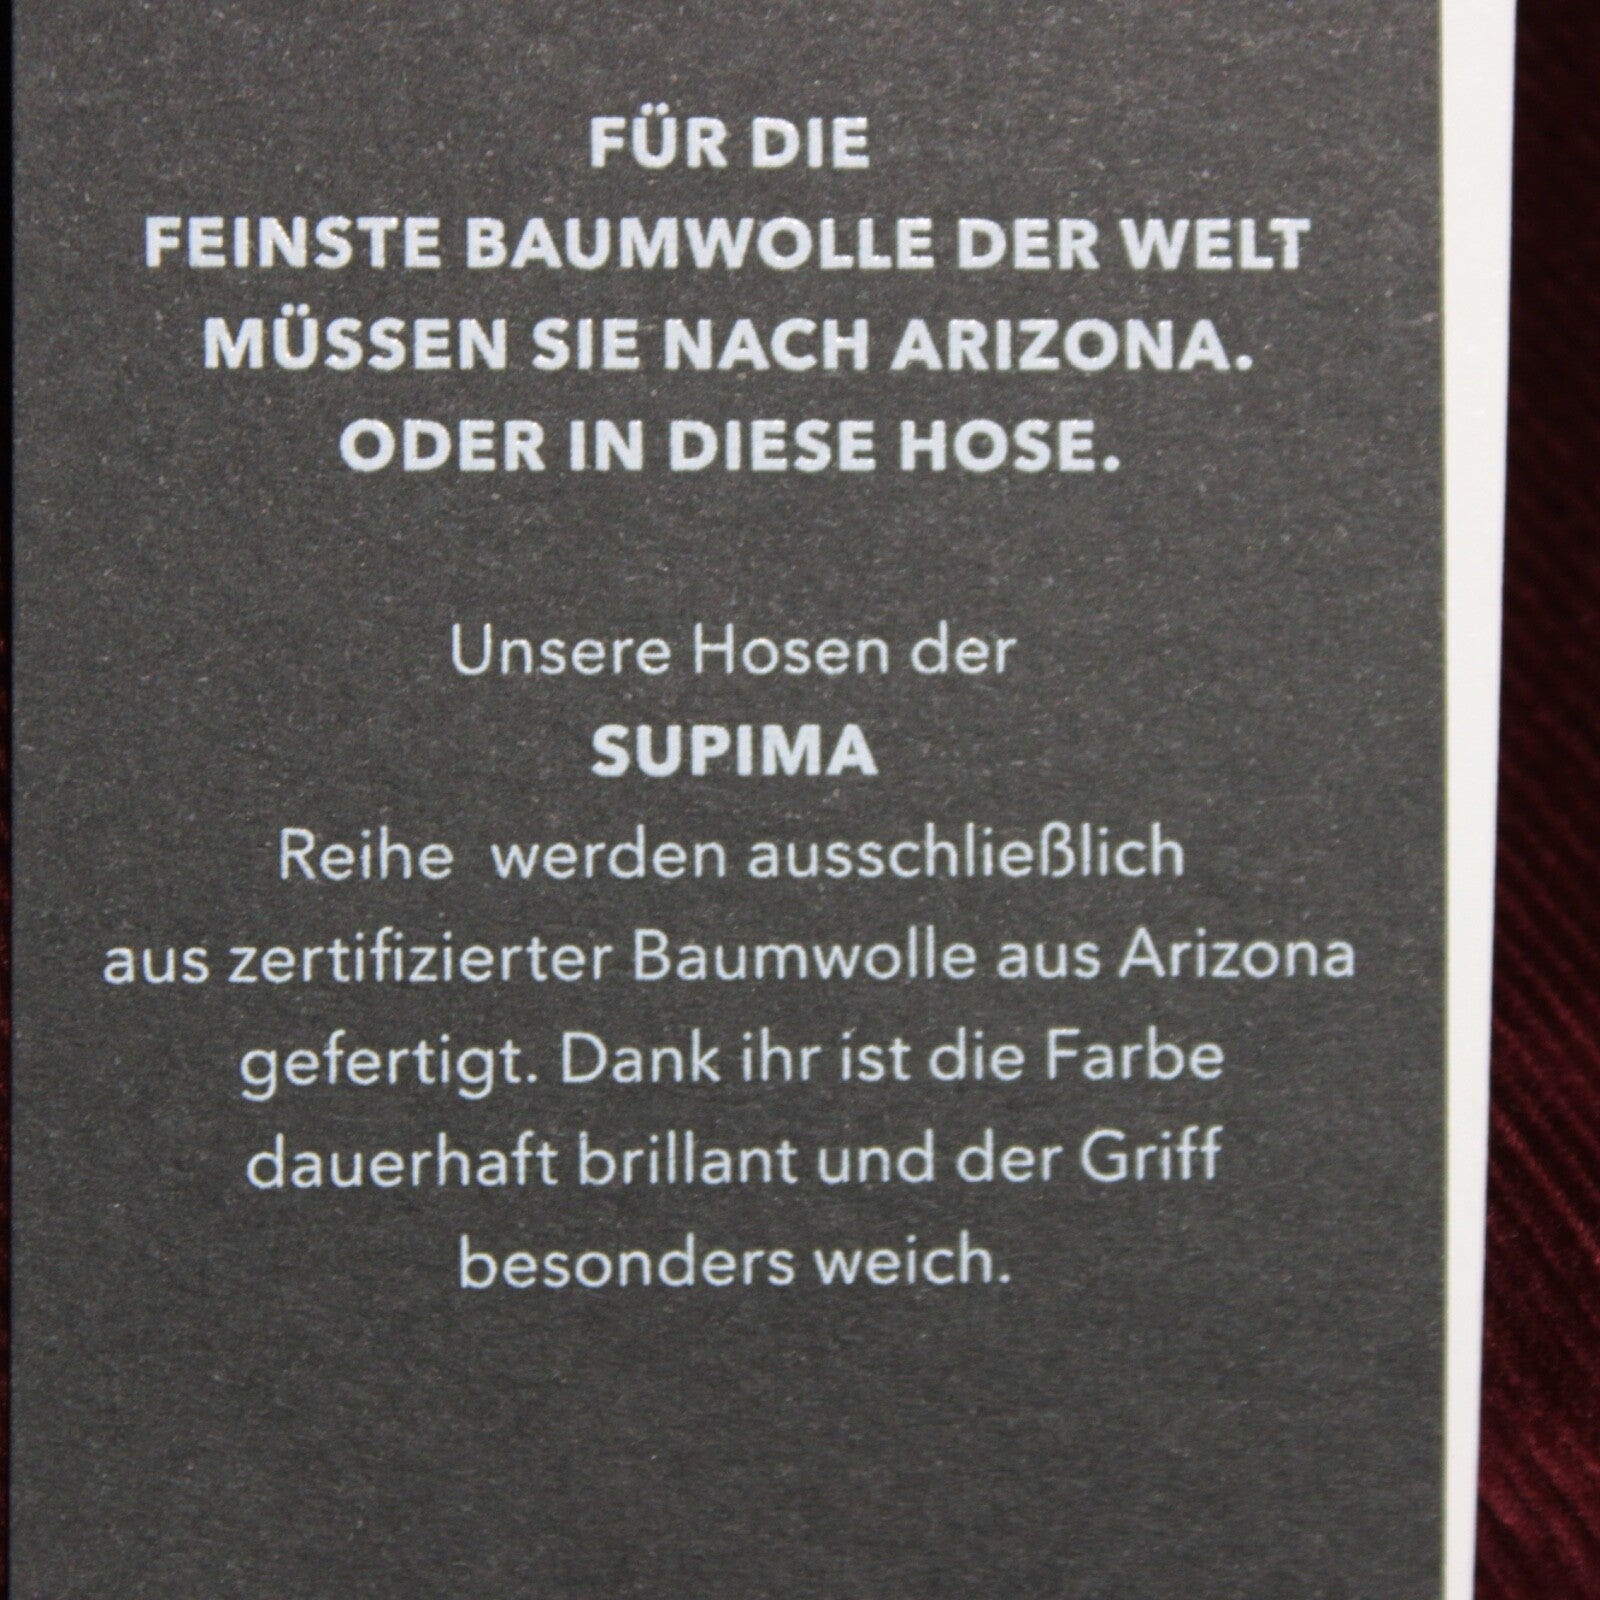 FÜR DIE
FEINSTE BAUMWOLLE DER WELT
MÜSSEN SIE NACH ARIZONA.
ODER IN DIESE HOSE.
Unsere Hosen der
SUPIMA
Reihe  werden ausschließlich
aus zertifizierter Baumwolle aus Arizona
gefertigt. Dank ihr ist die Farbe
dauerhaft brillant und der Griff
besonders weich.